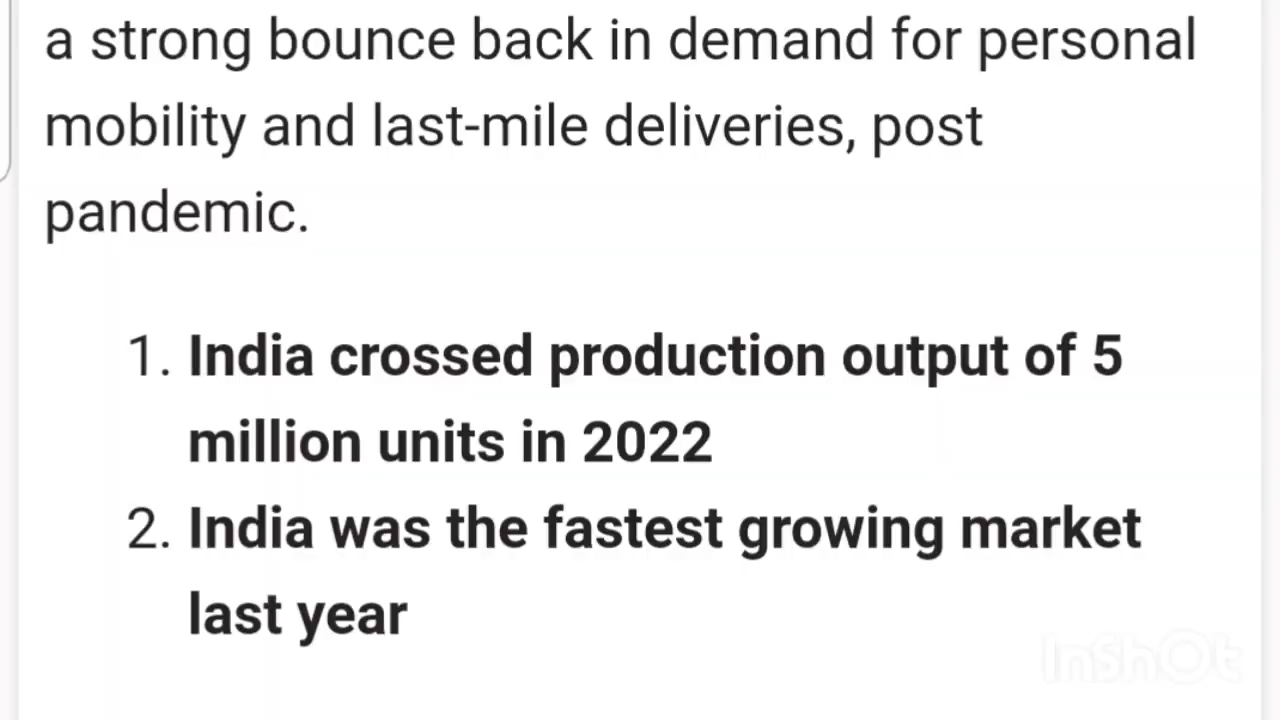 a strong bounce back in demand for personal
mobility and last-mile deliveries, post
pandemic.
1. India crossed production output of 5
million units in 2022
2. India was the fastest growing market
last year
InShOt